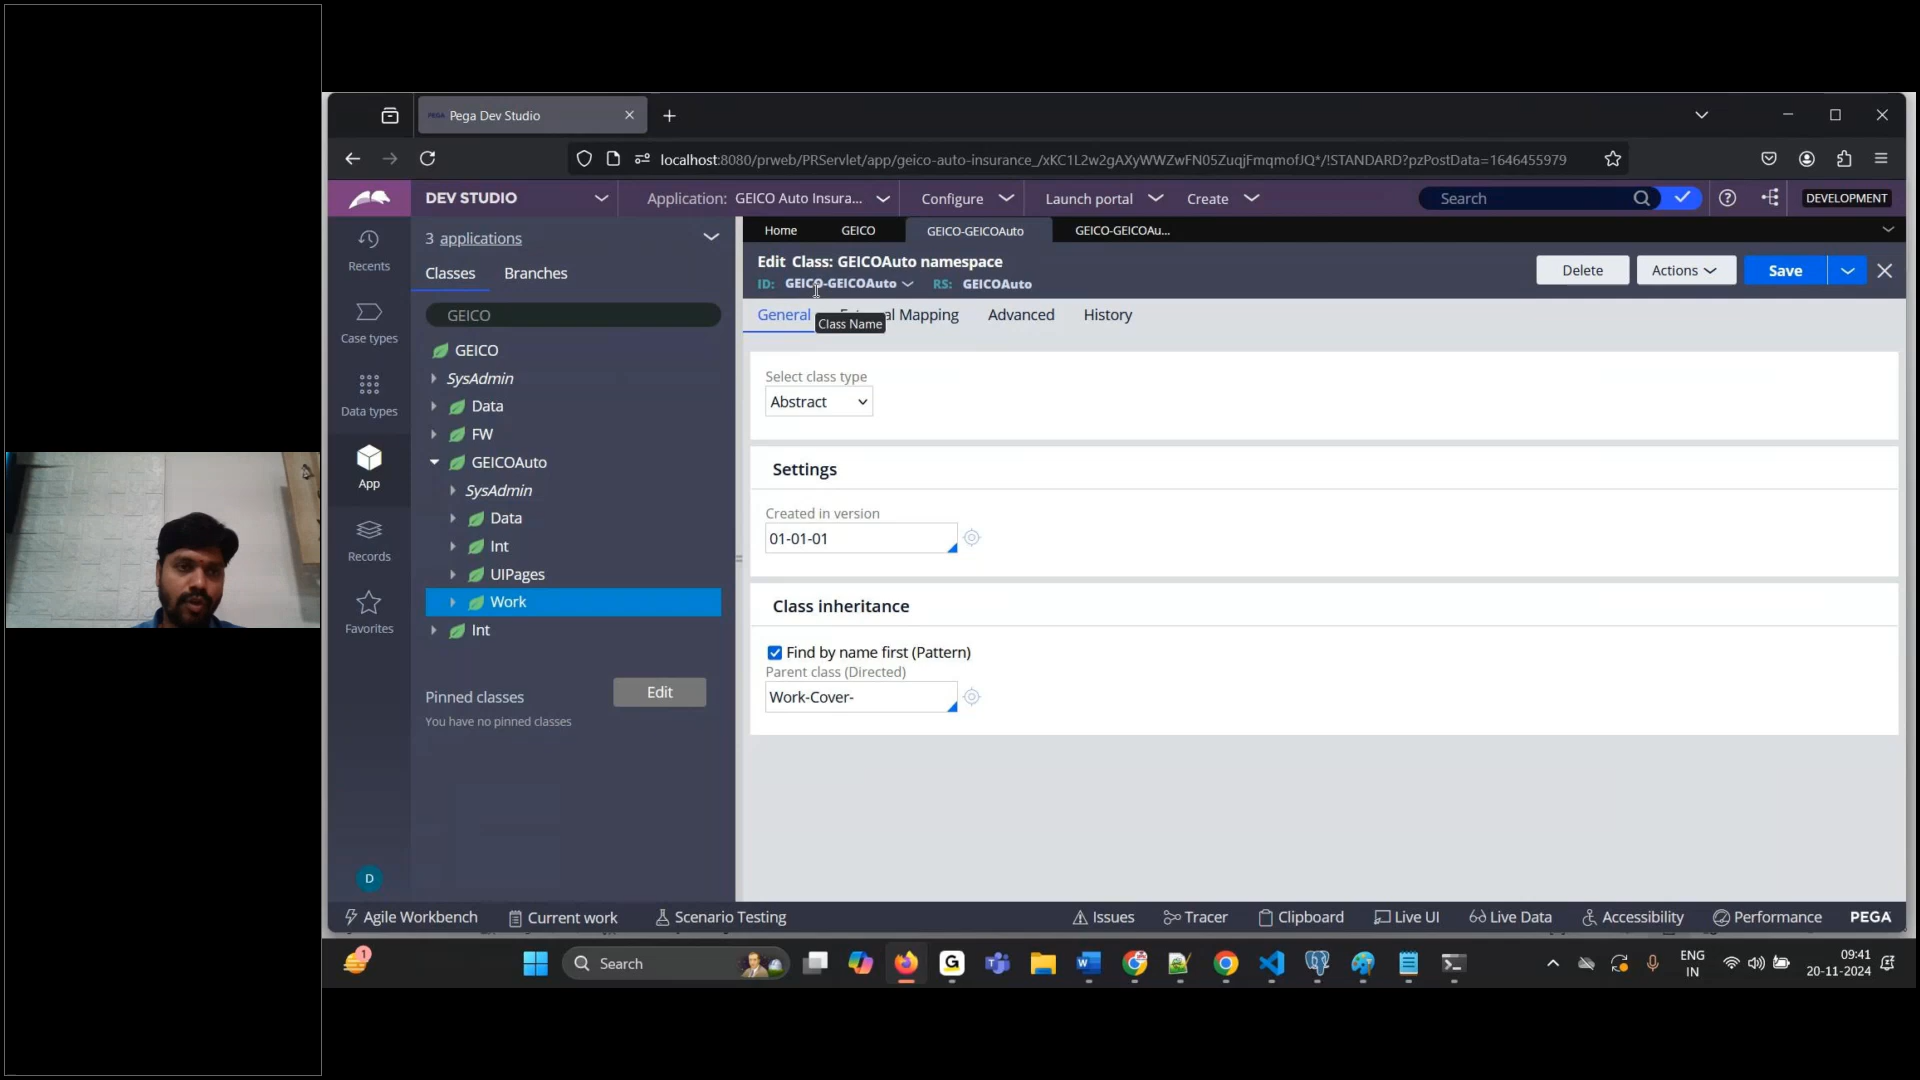 Pega Dev Studio
localhost:8080/prweb/PRServlet/app/geico-auto-insurance_/xKC1L2w2gAXyWWZwFN05ZuqjFmqmofJQ*/!STANDARD?pzPostData=1646455979
DEV STUDIO
Application: GEICO Auto Insura...
Configure
Launch portal
Create
Search
DEVELOPMENT
Recents
Case types
Data types
App
Records
Favorites
D
3 applications
Classes
Branches
GEICO
GEICO
SysAdmin
Data
FW
GEICOAuto
SysAdmin
Data
Int
UIPages
Work
Int
Pinned classes
Edit
You have no pinned classes
Home
GEICO
GEICO-GEICOAuto
GEICO-GEICOAu...
Edit Class: GEICOAuto namespace
ID: GEICO-GEICOAuto RS: GEICOAuto
Delete
Actions
Save
General
al Mapping
Advanced
History
Class Name
Select class type
Abstract
Settings
Created in version
01-01-01
Class inheritance
Find by name first (Pattern)
Parent class (Directed)
Work-Cover-
Agile Workbench
Current work
Scenario Testing
Issues
Tracer
Clipboard
Live UI
Live Data
Accessibility
Performance
PEGA
1
Search
ENG
IN
09:41
20-11-2024